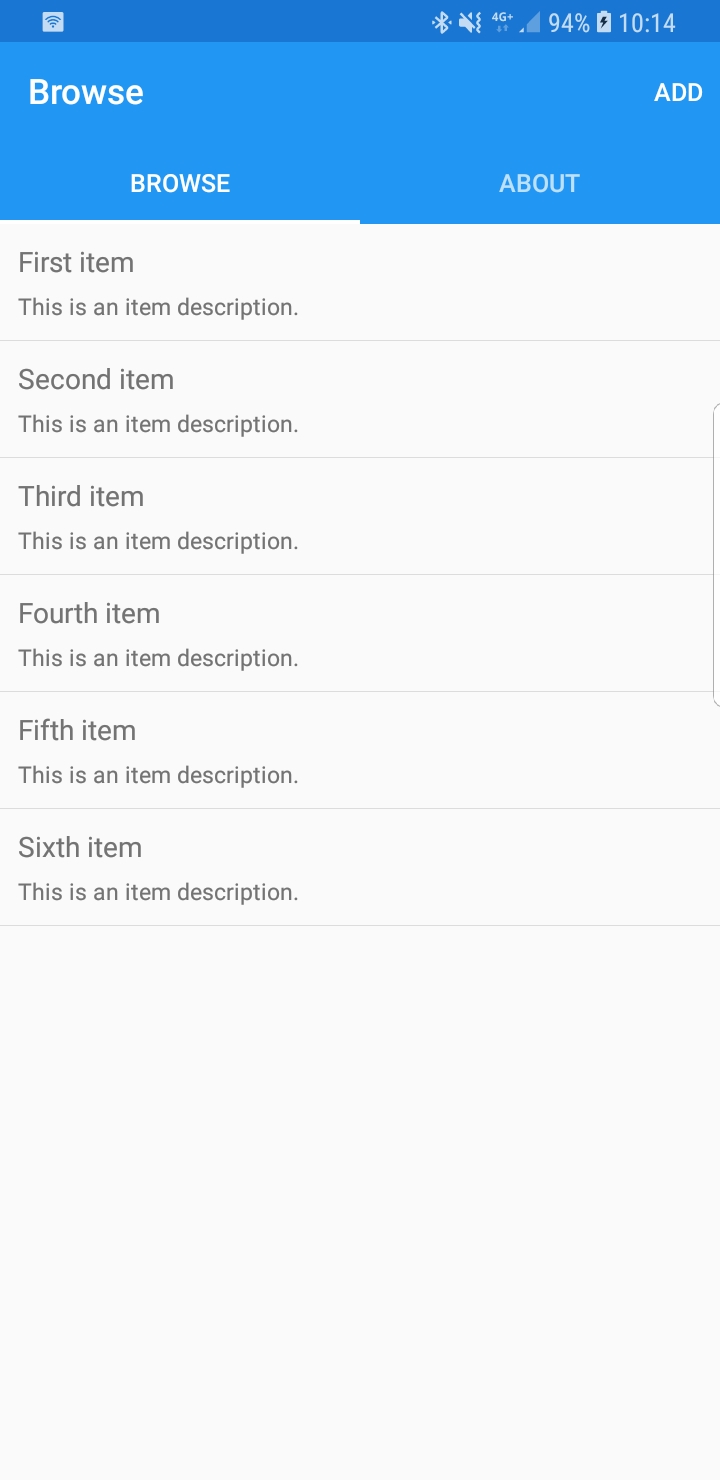 4G+ 94% 10:14
Browse ADD
BROWSE ABOUT
First item
This is an item description.
Second item
This is an item description.
Third item
This is an item description.
Fourth item
This is an item description.
Fifth item
This is an item description.
Sixth item
This is an item description.